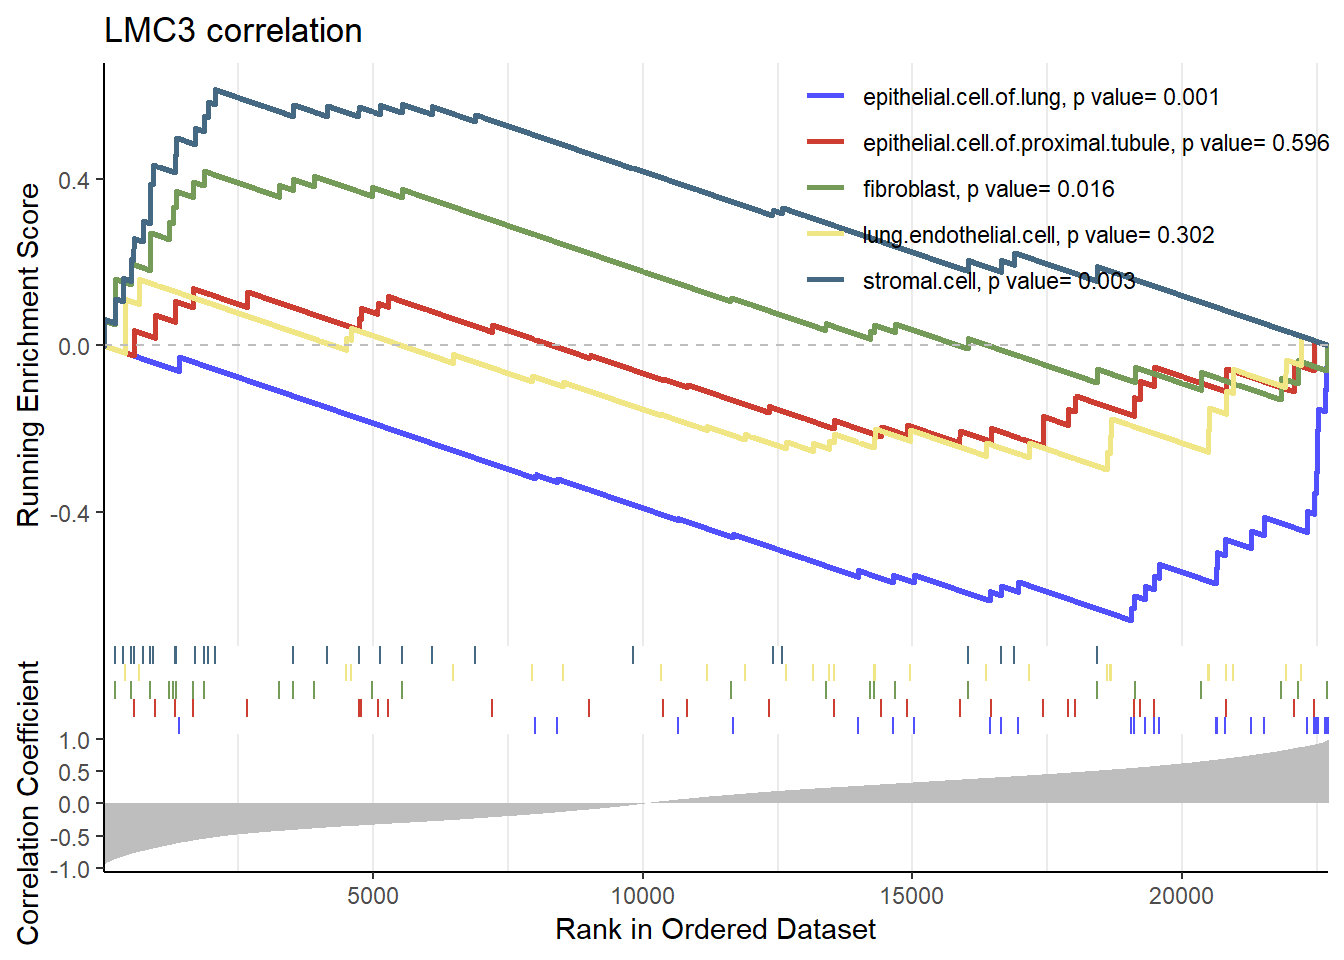 LMC3 correlation
Running Enrichment Score
0.4
0.0
-0.4
epithelial.cell.of.lung, p value= 0.001
epithelial.cell.of.proximal.tubule, p value= 0.596
fibroblast, p value= 0.016
lung.endothelial.cell, p value= 0.302
stromal.cell, p value= 0.003
Correlation Coefficient
1.0
0.5
0.0
-0.5
-1.0
5000 10000 15000 20000
Rank in Ordered Dataset